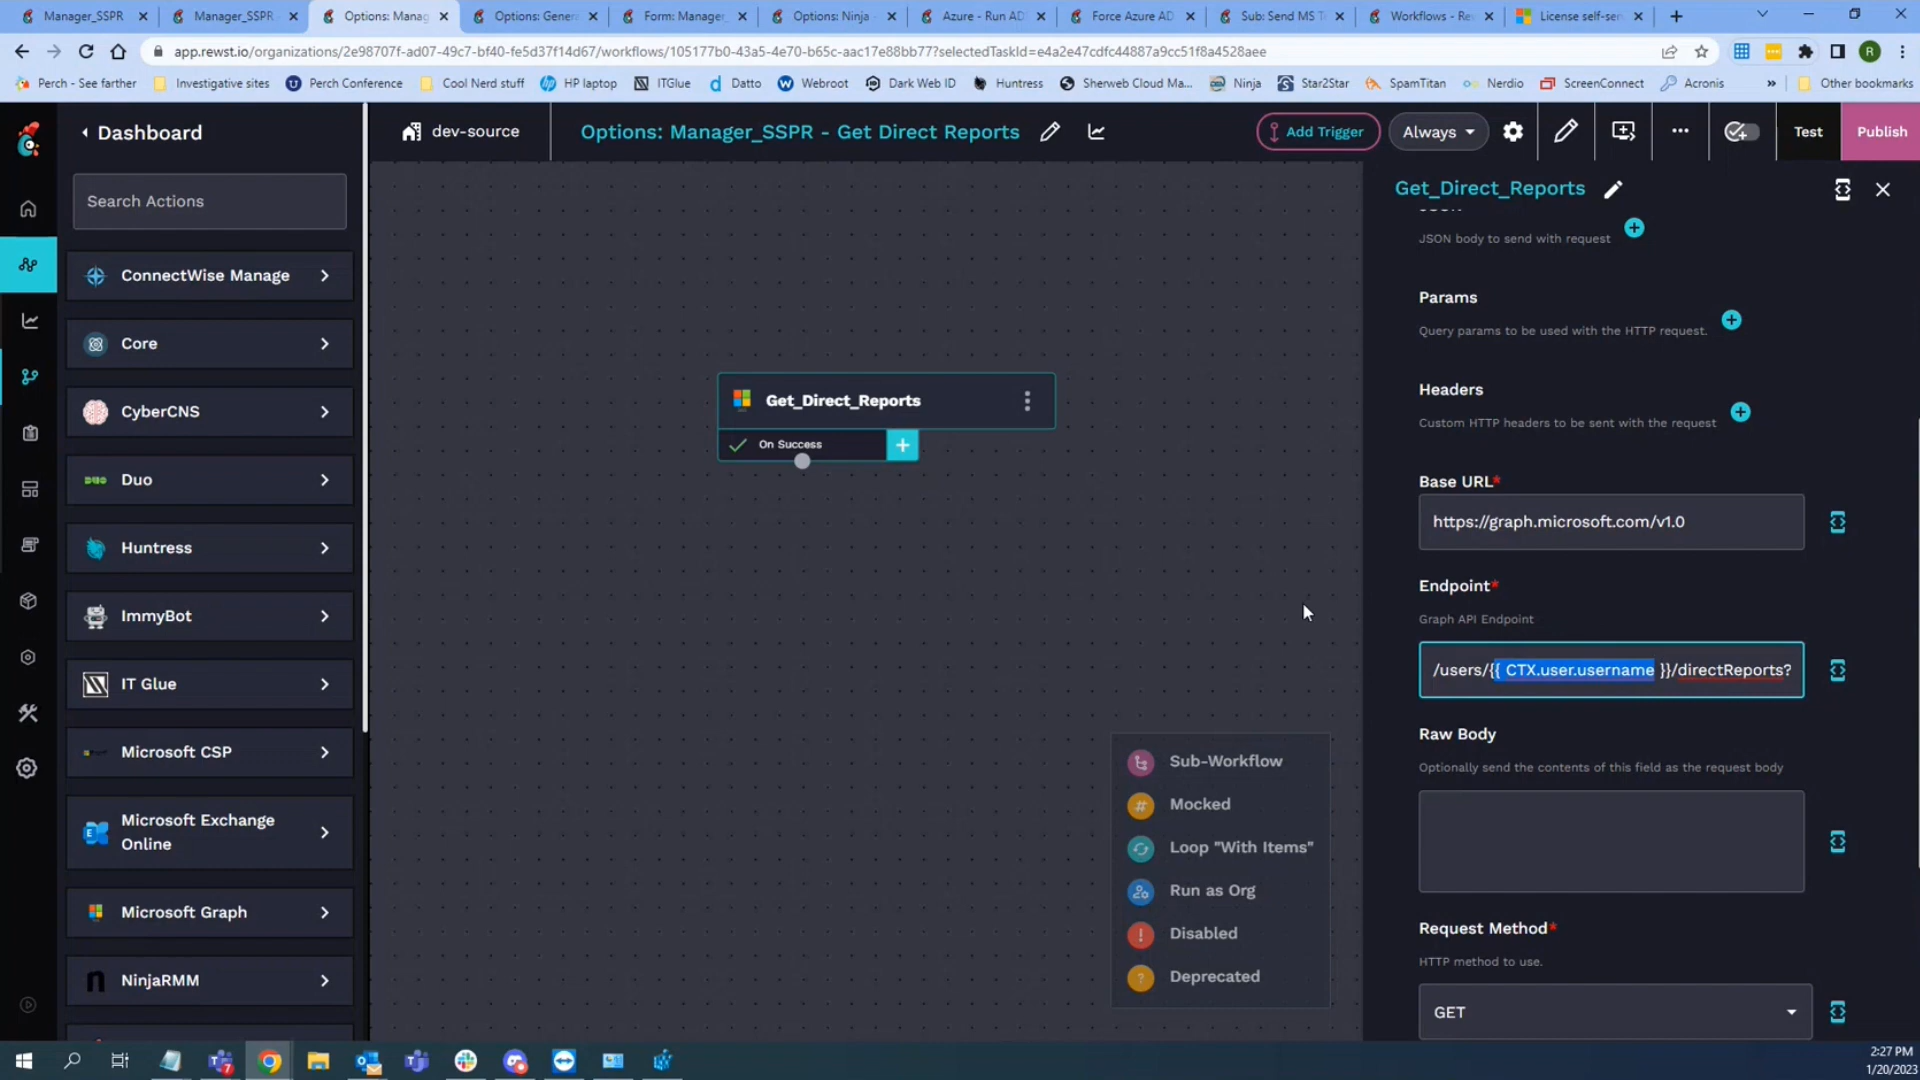 Manager_SSPR
Manager_SSPR
Options: Manag
Options: Gener
Form: Manager_
Options: Ninja -
Azure - Run AD
Force Azure AD
Sub: Send MS T
Workflows - Re
License self-ser
app.rewst.io/organizations/2e98707f-ad07-49c7-bf40-fe5d37f14d67/workflows/105177b0-43a5-4e70-b65c-aac17e88bb77?selectedTaskId=e4a2e47cdfc44887a9cc51f8a4528aee
R
Perch - See farther
Investigative sites
Perch Conference
Cool Nerd stuff
HP laptop
ITGlue
Datto
Webroot
Dark Web ID
Huntress
Sherweb Cloud Ma...
Ninja
Star2Star
SpamTitan
Nerdio
ScreenConnect
Acronis
Other bookmarks
Dashboard
dev-source
Options: Manager_SSPR - Get Direct Reports
Add Trigger
Always
Test
Publish
Search Actions
ConnectWise Manage
Core
CyberCNS
Duo
Huntress
ImmyBot
IT Glue
Microsoft CSP
Microsoft Exchange
Online
Microsoft Graph
NinjaRMM
Get_Direct_Reports
On Success
Sub-Workflow
Mocked
Loop "With Items"
Run as Org
Disabled
Deprecated
Get_Direct_Reports
JSON body to send with request
Params
Query params to be used with the HTTP request.
Headers
Custom HTTP headers to be sent with the request
Base URL*
https://graph.microsoft.com/v1.0
Endpoint*
Graph API Endpoint
/users/{{ CTX.user.username }}/directReports?
Raw Body
Optionally send the contents of this field as the request body
Request Method*
HTTP method to use.
GET
2:27 PM
1/20/2023